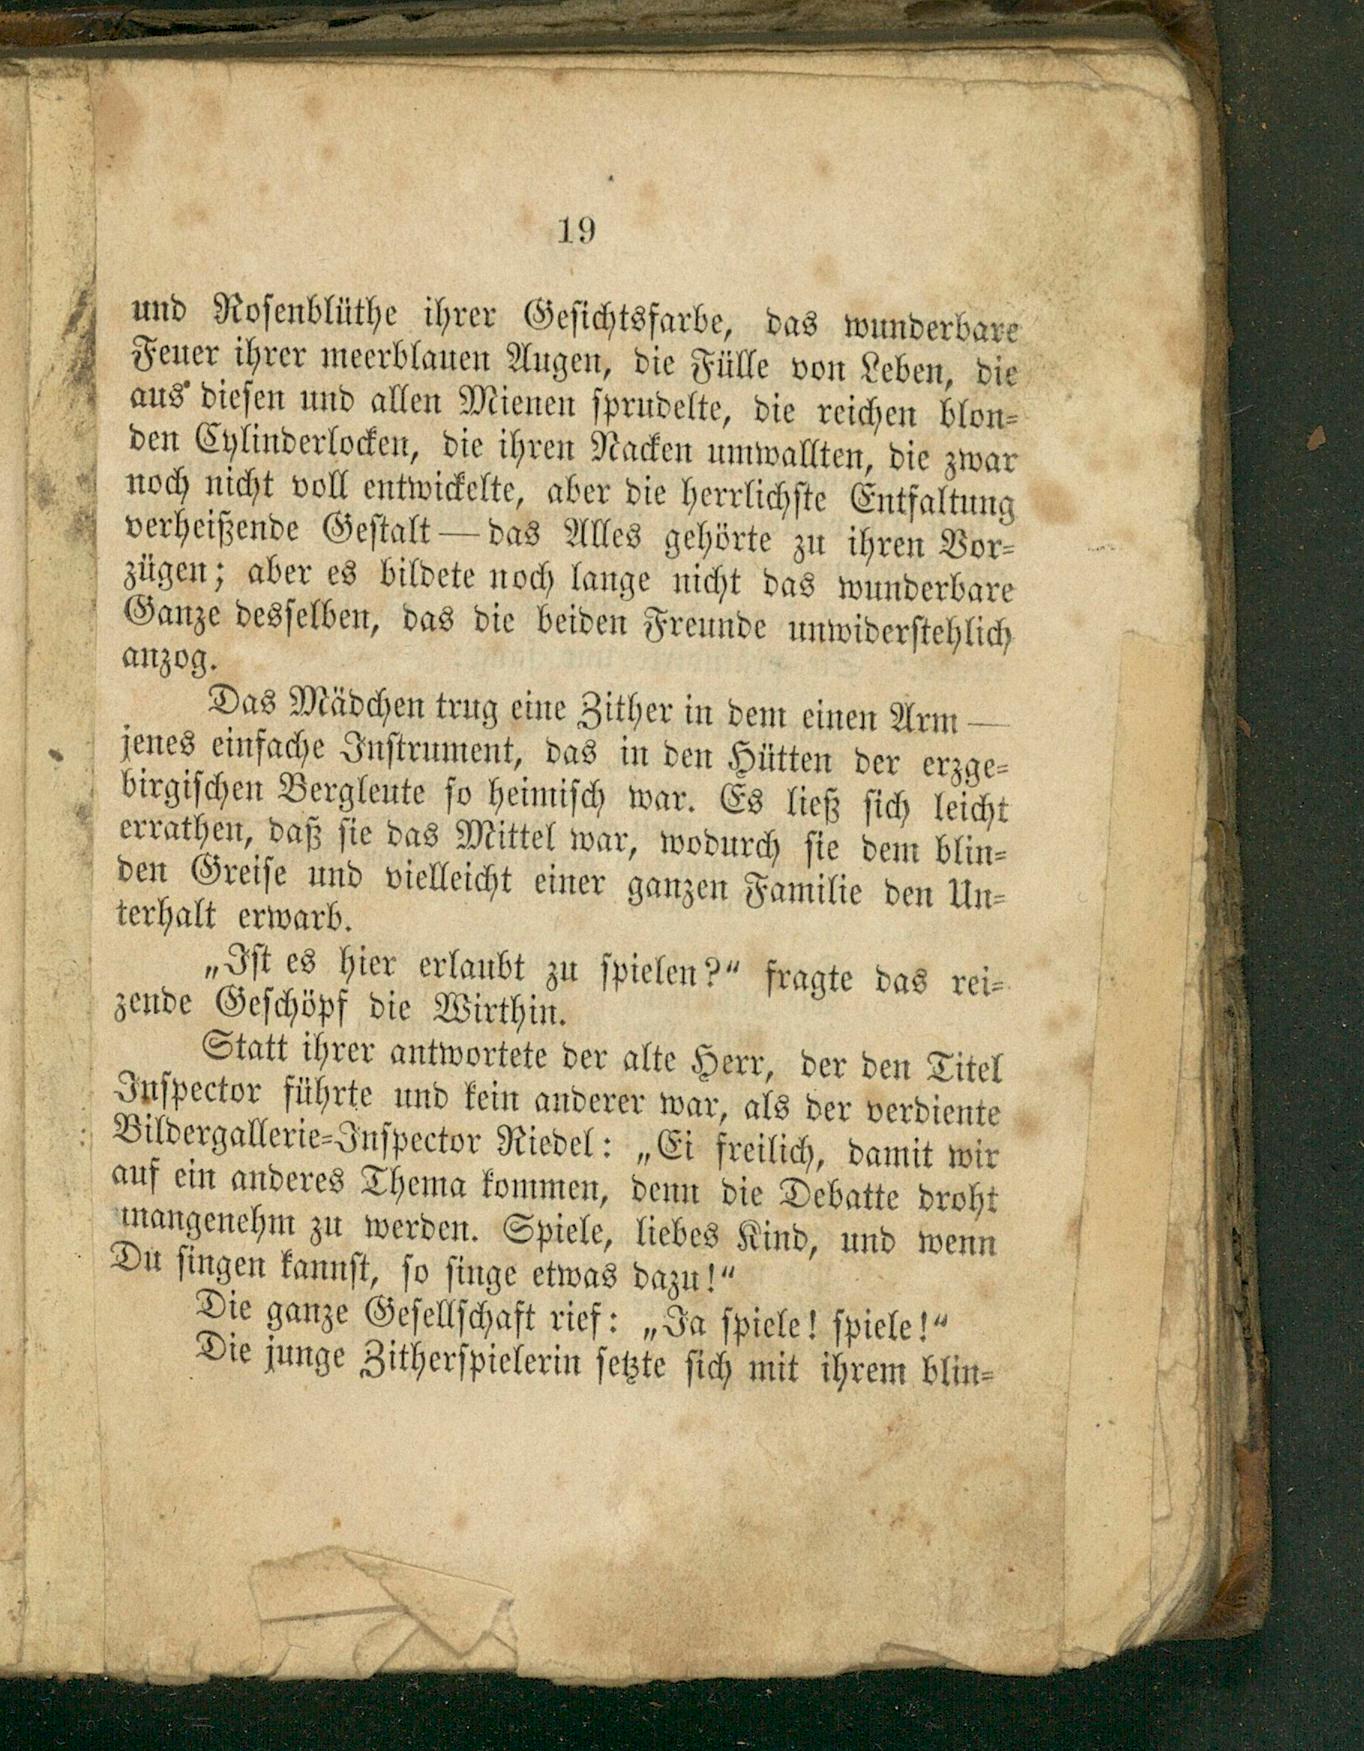 19
und Rosenblüthe ihrer Gesichtsfarbe, das wunderbare
Feuer ihrer meerblauen Augen, die Fülle von Leben, die
aus diesen und allen Mienen sprudelte, die reichen blon-
den Cylinderlocken, die ihren Nacken umwallten, die zwar
noch nicht voll entwickelte, aber die herrlichste Entfaltung
verheißende Gestalt — das Alles gehörte zu ihren Vor-
zügen; aber es bildete noch lange nicht das wunderbare
Ganze desselben, das die beiden Freunde unwiderstehlich
anzog.
Das Mädchen trug eine Zither in dem einen Arm —
jenes einfache Instrument, das in den Hütten der erzge-
birgischen Bergleute so heimisch war. Es ließ sich leicht
errathen, daß sie das Mittel war, wodurch sie dem blin-
den Greise und vielleicht einer ganzen Familie den Un-
terhalt erwarb.
„Ist es hier erlaubt zu spielen?“ fragte das rei-
zende Geschöpf die Wirthin.
Statt ihrer antwortete der alte Herr, der den Titel
Inspector führte und kein anderer war, als der verdiente
Bildergallerie-Inspector Riedel: „Ei freilich, damit wir
auf ein anderes Thema kommen, denn die Debatte droht
unangenehm zu werden. Spiele, liebes Kind, und wenn
Du singen kannst, so singe etwas dazu!“
Die ganze Gesellschaft rief: „Ja spiele! spiele!“
Die junge Zitherspielerin setzte sich mit ihrem blin-